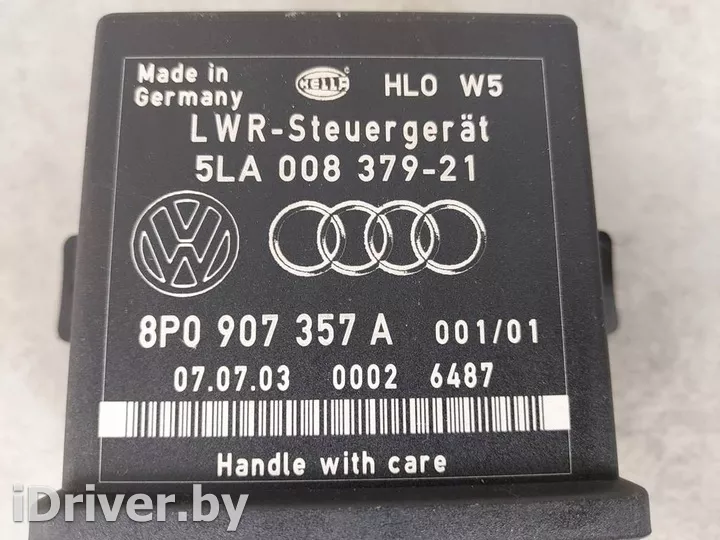 Made in HELLA HLO W5
Germany
LWR-Steuergerät
5LA 008 379-21
8P0 907 357 A 001/01
07.07.03 0002 6487
Handle with care
iDriver.by